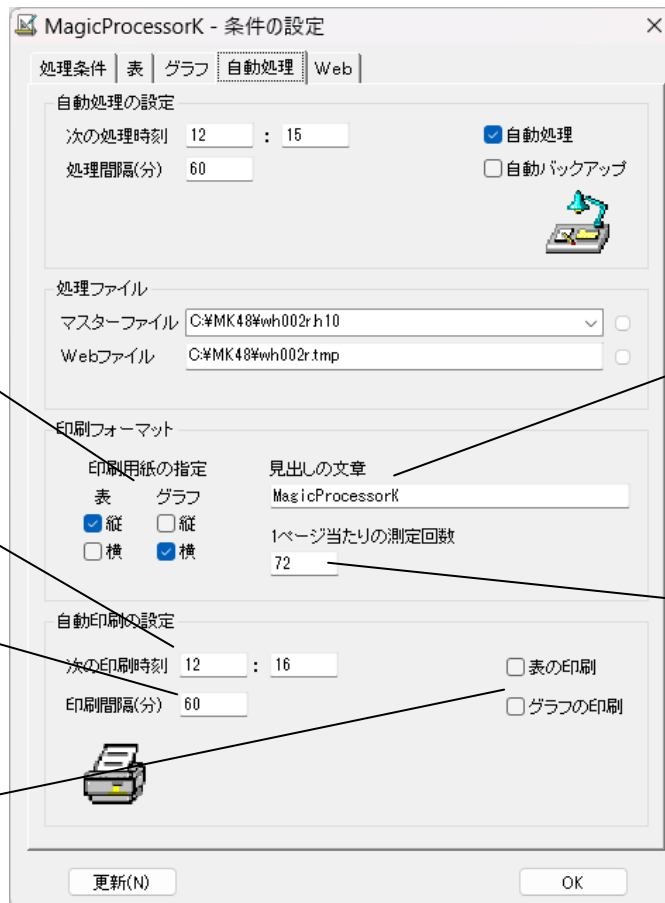 MagicProcessorK - 条件の設定
処理条件 表 グラフ 自動処理 Web
自動処理の設定
次の処理時刻 12 : 15 自動処理
処理間隔(分) 60 自動バックアップ
処理ファイル
マスターファイル C:¥MK48¥wh002r.h10
Webファイル C:¥MK48¥wh002r.tmp
印刷フォーマット
印刷用紙の指定 見出しの文章
表 グラフ MagicProcessorK
縦 縦 1ページ当たりの測定回数
横 横 72
自動印刷の設定
次の印刷時刻 12 : 16 表の印刷
印刷間隔(分) 60 グラフの印刷
更新(N) OK